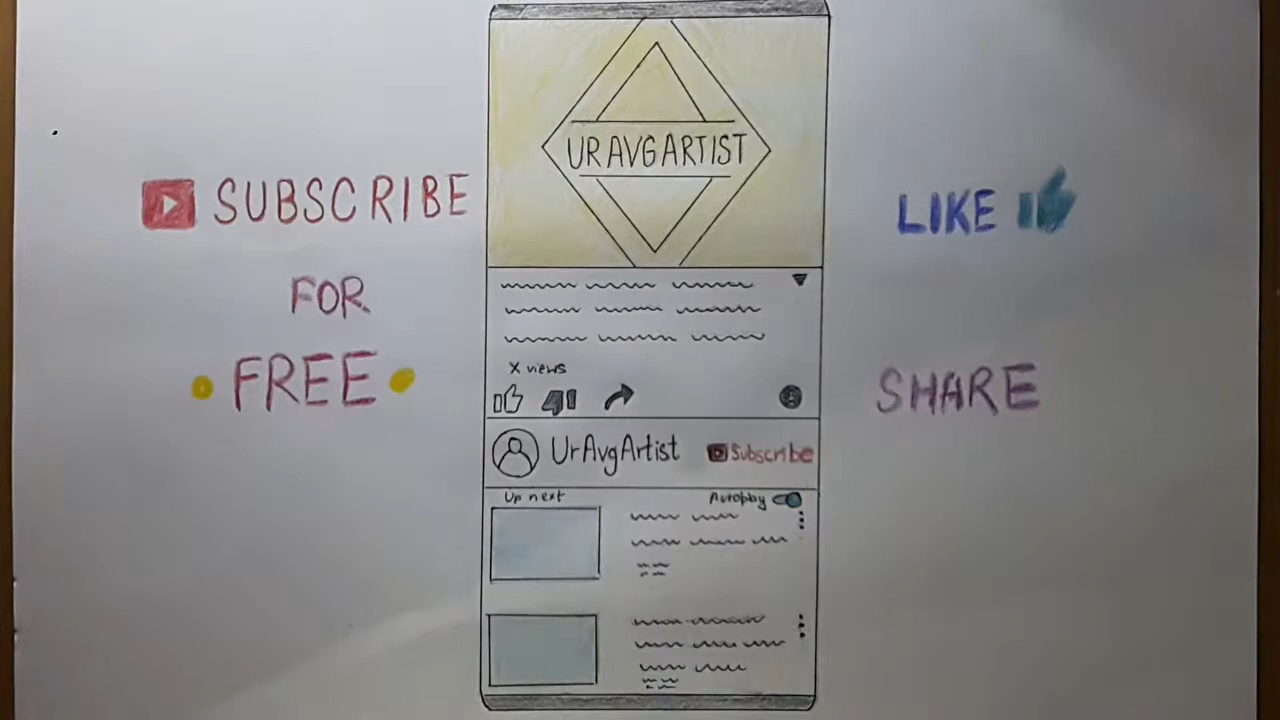 SUBSCRIBE
FOR
FREE
URAVGARTIST
X views
UrAvgArtist
Subscribe
Up next
Autoplay
LIKE
SHARE